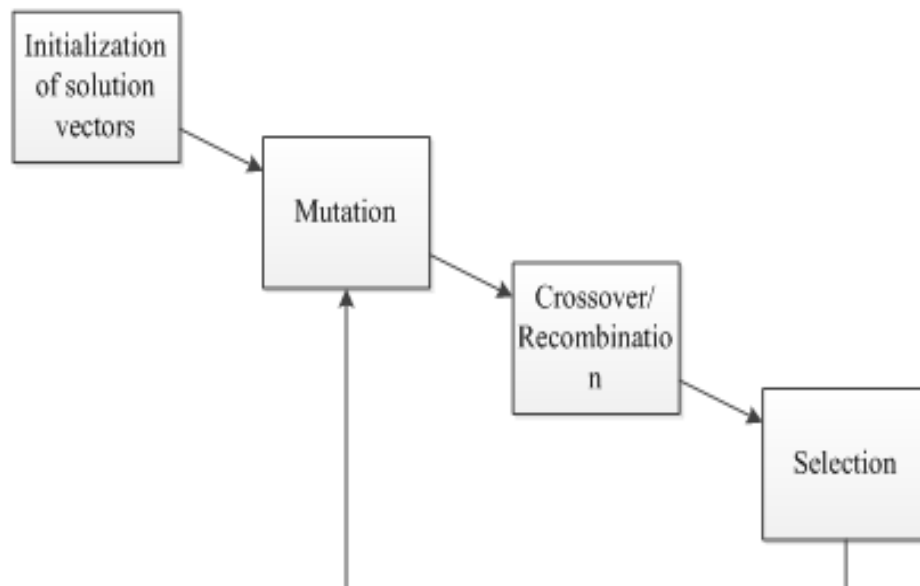 Initialization
of solution
vectors
Mutation
Crossover/
Recombinatio
n
Selection